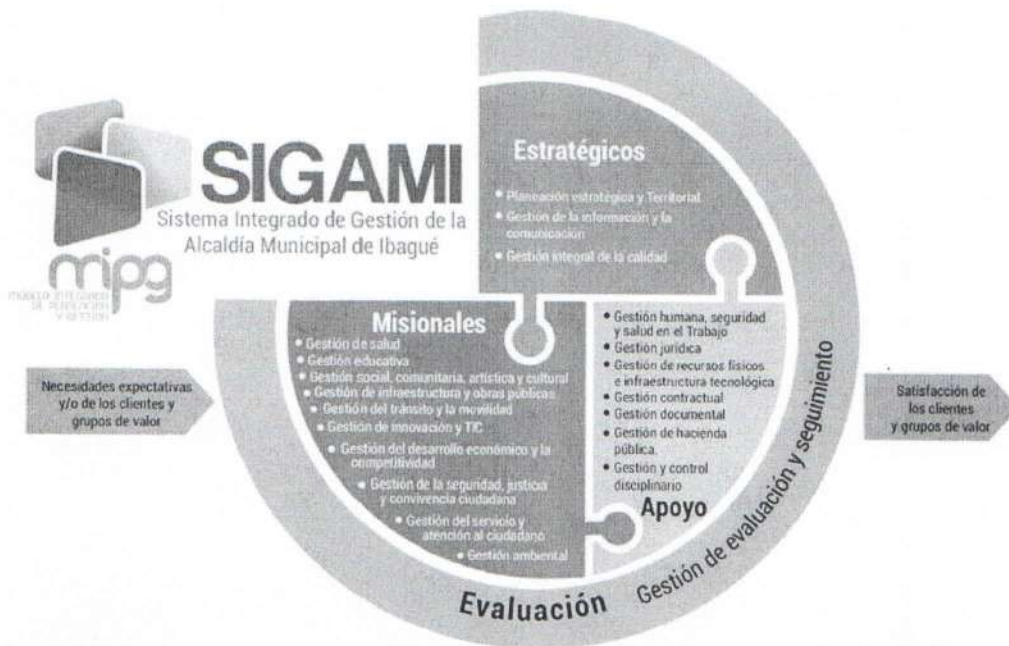 SIGAMI
Sistema Integrado de Gestión de la
Alcaldía Municipal de Ibagué
mipg
MODELO INTEGRADO
DE PLANEACIÓN
Y GESTIÓN
Necesidades expectativas
y/o de los clientes y
grupos de valor
Estratégicos
• Planeación estratégica y Territorial
• Gestión de la información y la
comunicación
• Gestión integral de la calidad
Misionales
• Gestión de salud
• Gestión educativa
• Gestión social, comunitaria, artística y cultural
• Gestión de infraestructura y obras públicas
• Gestión del tránsito y la movilidad
• Gestión de innovación y TIC
• Gestión del desarrollo económico y la
competitividad
• Gestión de la seguridad, justicia
y convivencia ciudadana
• Gestión del servicio y
atención al ciudadano
• Gestión ambiental
• Gestión humana, seguridad
y salud en el Trabajo
• Gestión jurídica
• Gestión de recursos físicos
e infraestructura tecnológica
• Gestión contractual
• Gestión documental
• Gestión de hacienda
pública.
• Gestión y control
disciplinario
Apoyo
Evaluación
Gestión de evaluación y seguimiento
Satisfacción de
los clientes
y grupos de valor